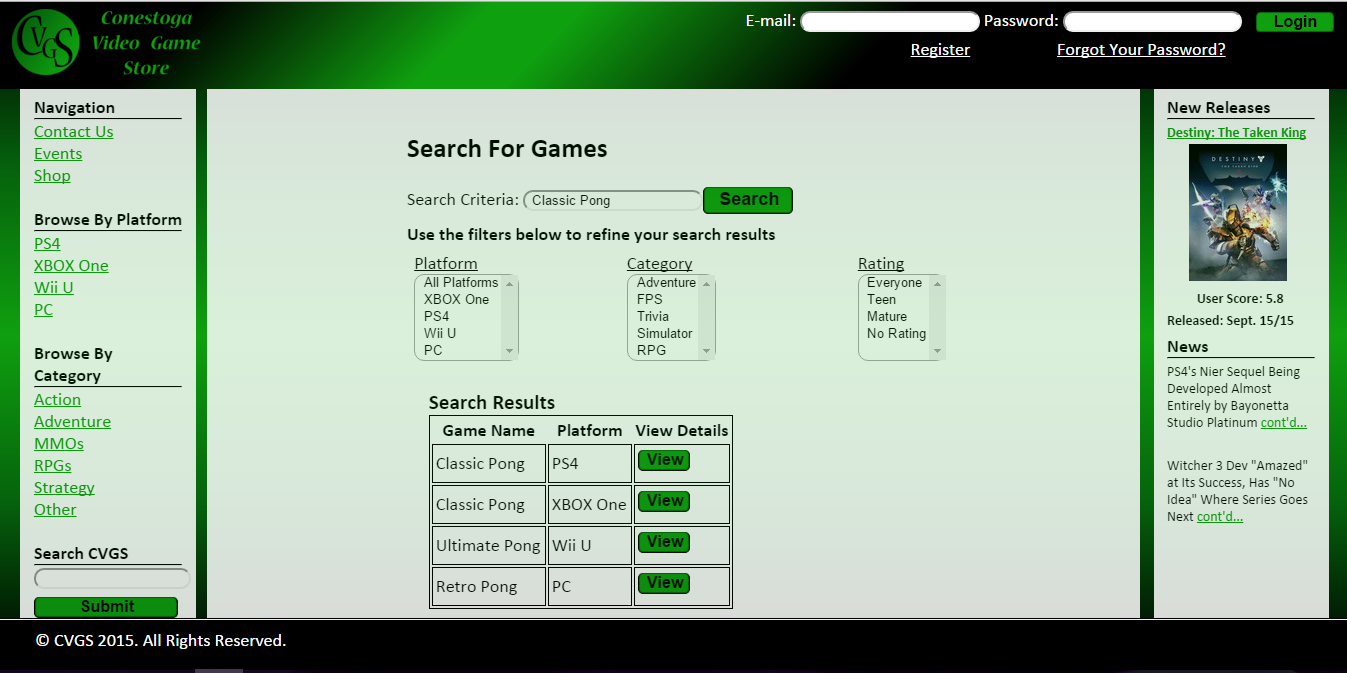 CVGS
Conestoga
Video Game
Store
E-mail: Password: Login
Register Forgot Your Password?
Navigation
Contact Us
Events
Shop
Browse By Platform
PS4
XBOX One
Wii U
PC
Browse By
Category
Action
Adventure
MMOs
RPGs
Strategy
Other
Search CVGS
Submit
Search For Games
Search Criteria: Classic Pong Search
Use the filters below to refine your search results
Platform
All Platforms
XBOX One
PS4
Wii U
PC
Category
Adventure
FPS
Trivia
Simulator
RPG
Rating
Everyone
Teen
Mature
No Rating
Search Results
Game Name Platform View Details
Classic Pong PS4 View
Classic Pong XBOX One View
Ultimate Pong Wii U View
Retro Pong PC View
New Releases
Destiny: The Taken King
DESTINY
THE TAKEN KING
User Score: 5.8
Released: Sept. 15/15
News
PS4's Nier Sequel Being
Developed Almost
Entirely by Bayonetta
Studio Platinum cont'd...
Witcher 3 Dev "Amazed"
at Its Success, Has "No
Idea" Where Series Goes
Next cont'd...
© CVGS 2015. All Rights Reserved.